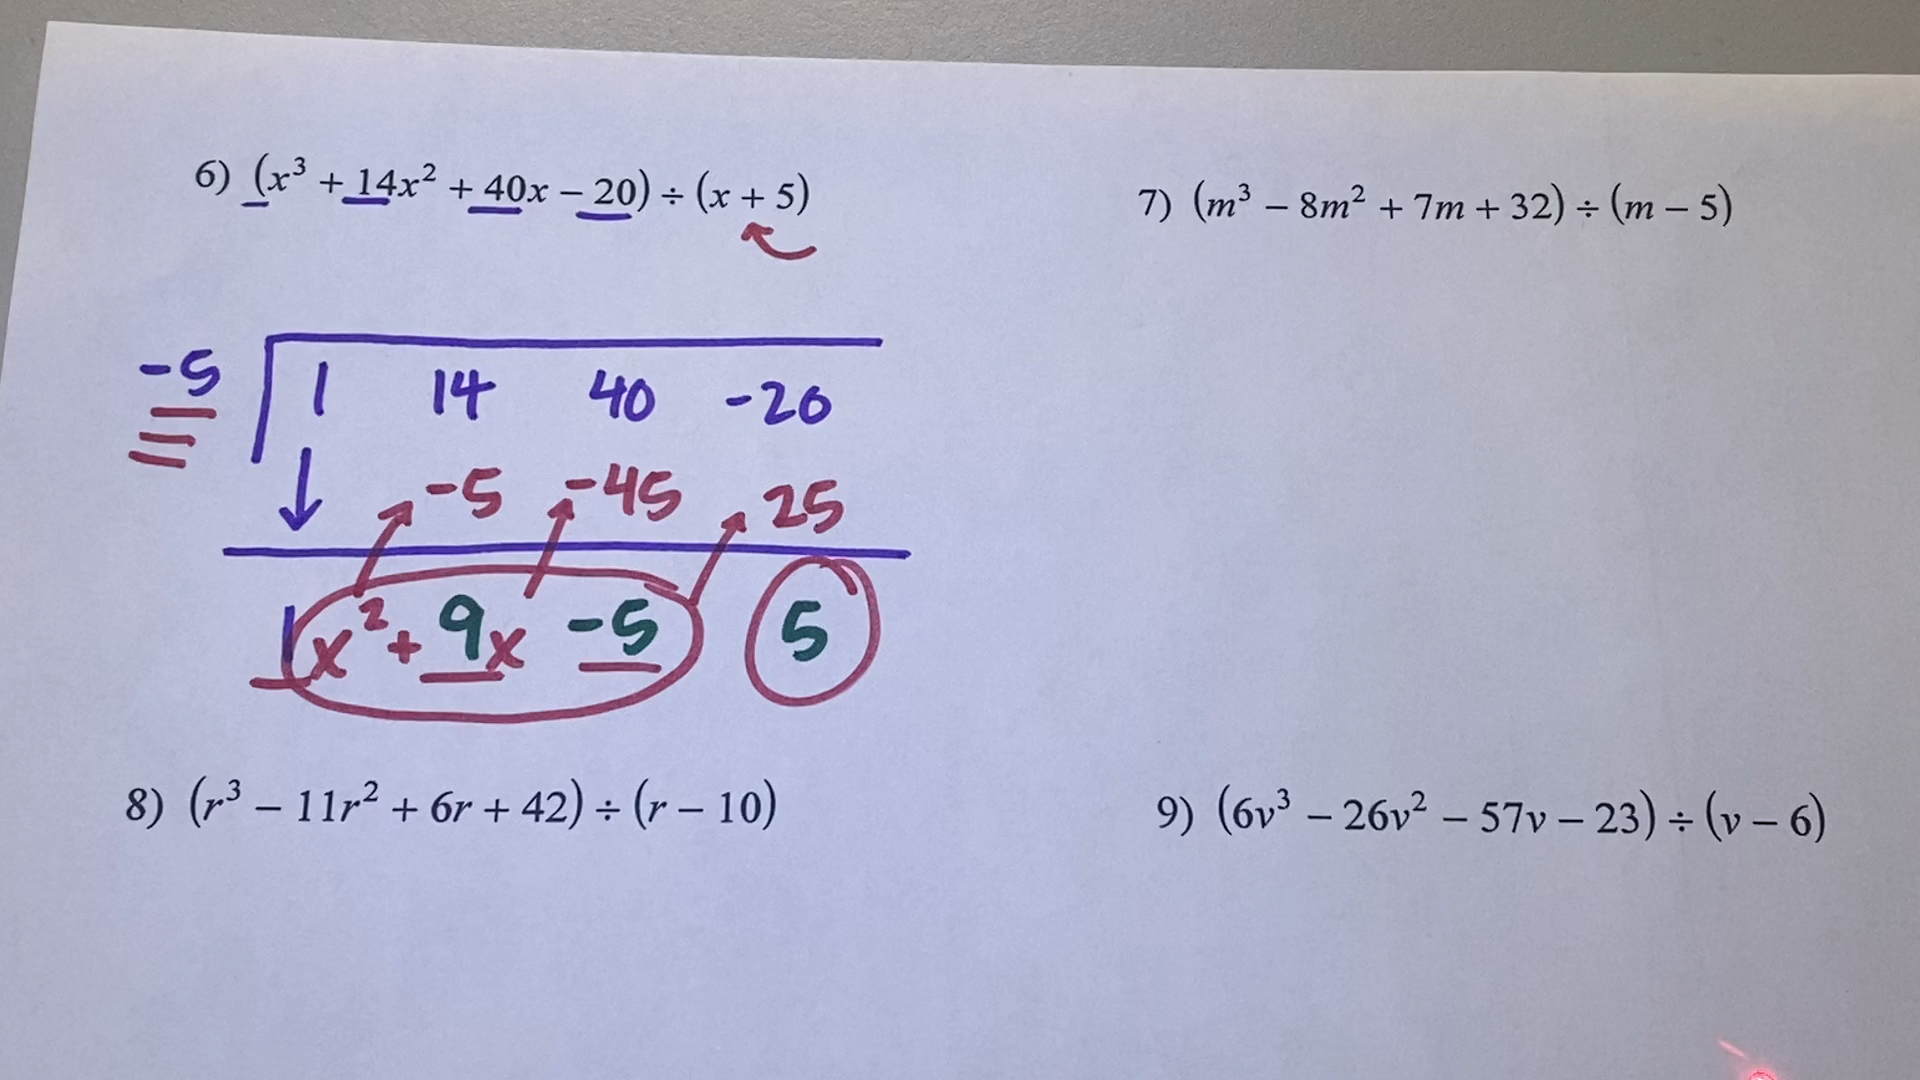 6) (x³ + 14x² + 40x − 20) ÷ (x + 5)
7) (m³ − 8m² + 7m + 32) ÷ (m − 5)
-5 1 14 40 -20
-5 -45 25
1x² + 9x -5 5
8) (r³ − 11r² + 6r + 42) ÷ (r − 10)
9) (6v³ − 26v² − 57v − 23) ÷ (v − 6)